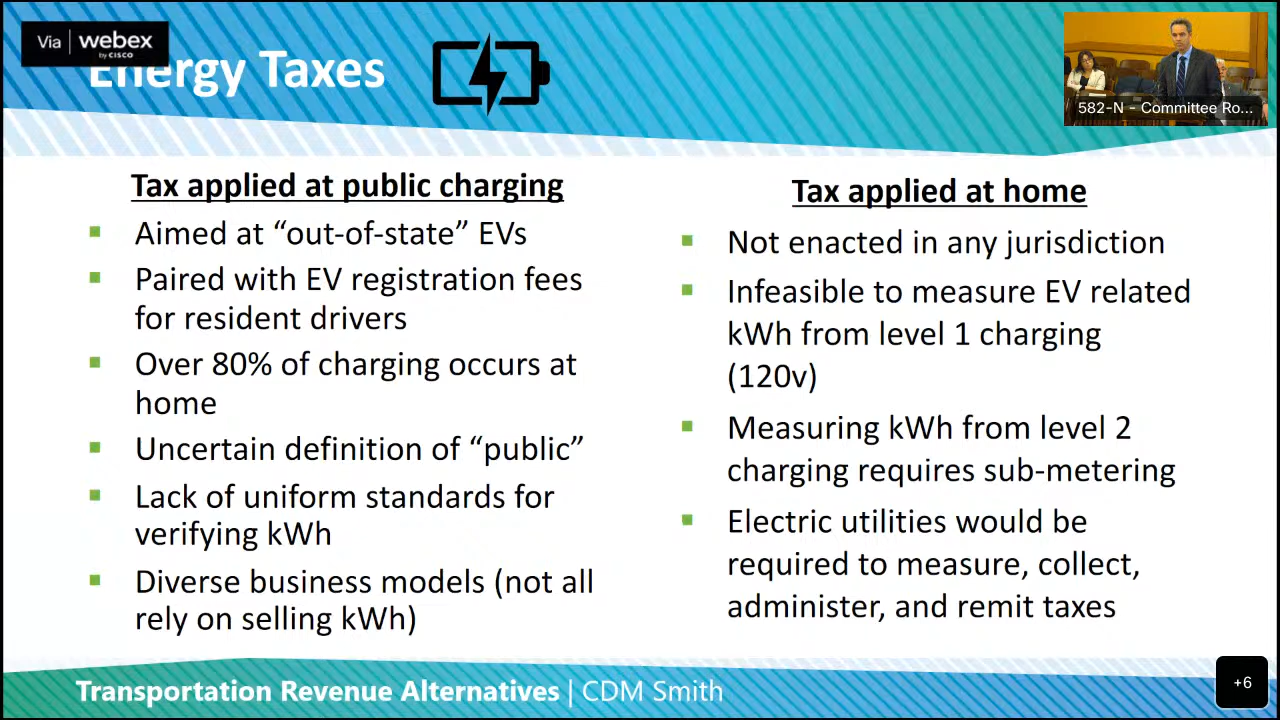 Via webex
by CISCO
Energy Taxes
582-N - Committee Ro...
Tax applied at public charging
Aimed at “out-of-state” EVs
Paired with EV registration fees
for resident drivers
Over 80% of charging occurs at
home
Uncertain definition of “public”
Lack of uniform standards for
verifying kWh
Diverse business models (not all
rely on selling kWh)
Tax applied at home
Not enacted in any jurisdiction
Infeasible to measure EV related
kWh from level 1 charging
(120v)
Measuring kWh from level 2
charging requires sub-metering
Electric utilities would be
required to measure, collect,
administer, and remit taxes
Transportation Revenue Alternatives | CDM Smith
+6